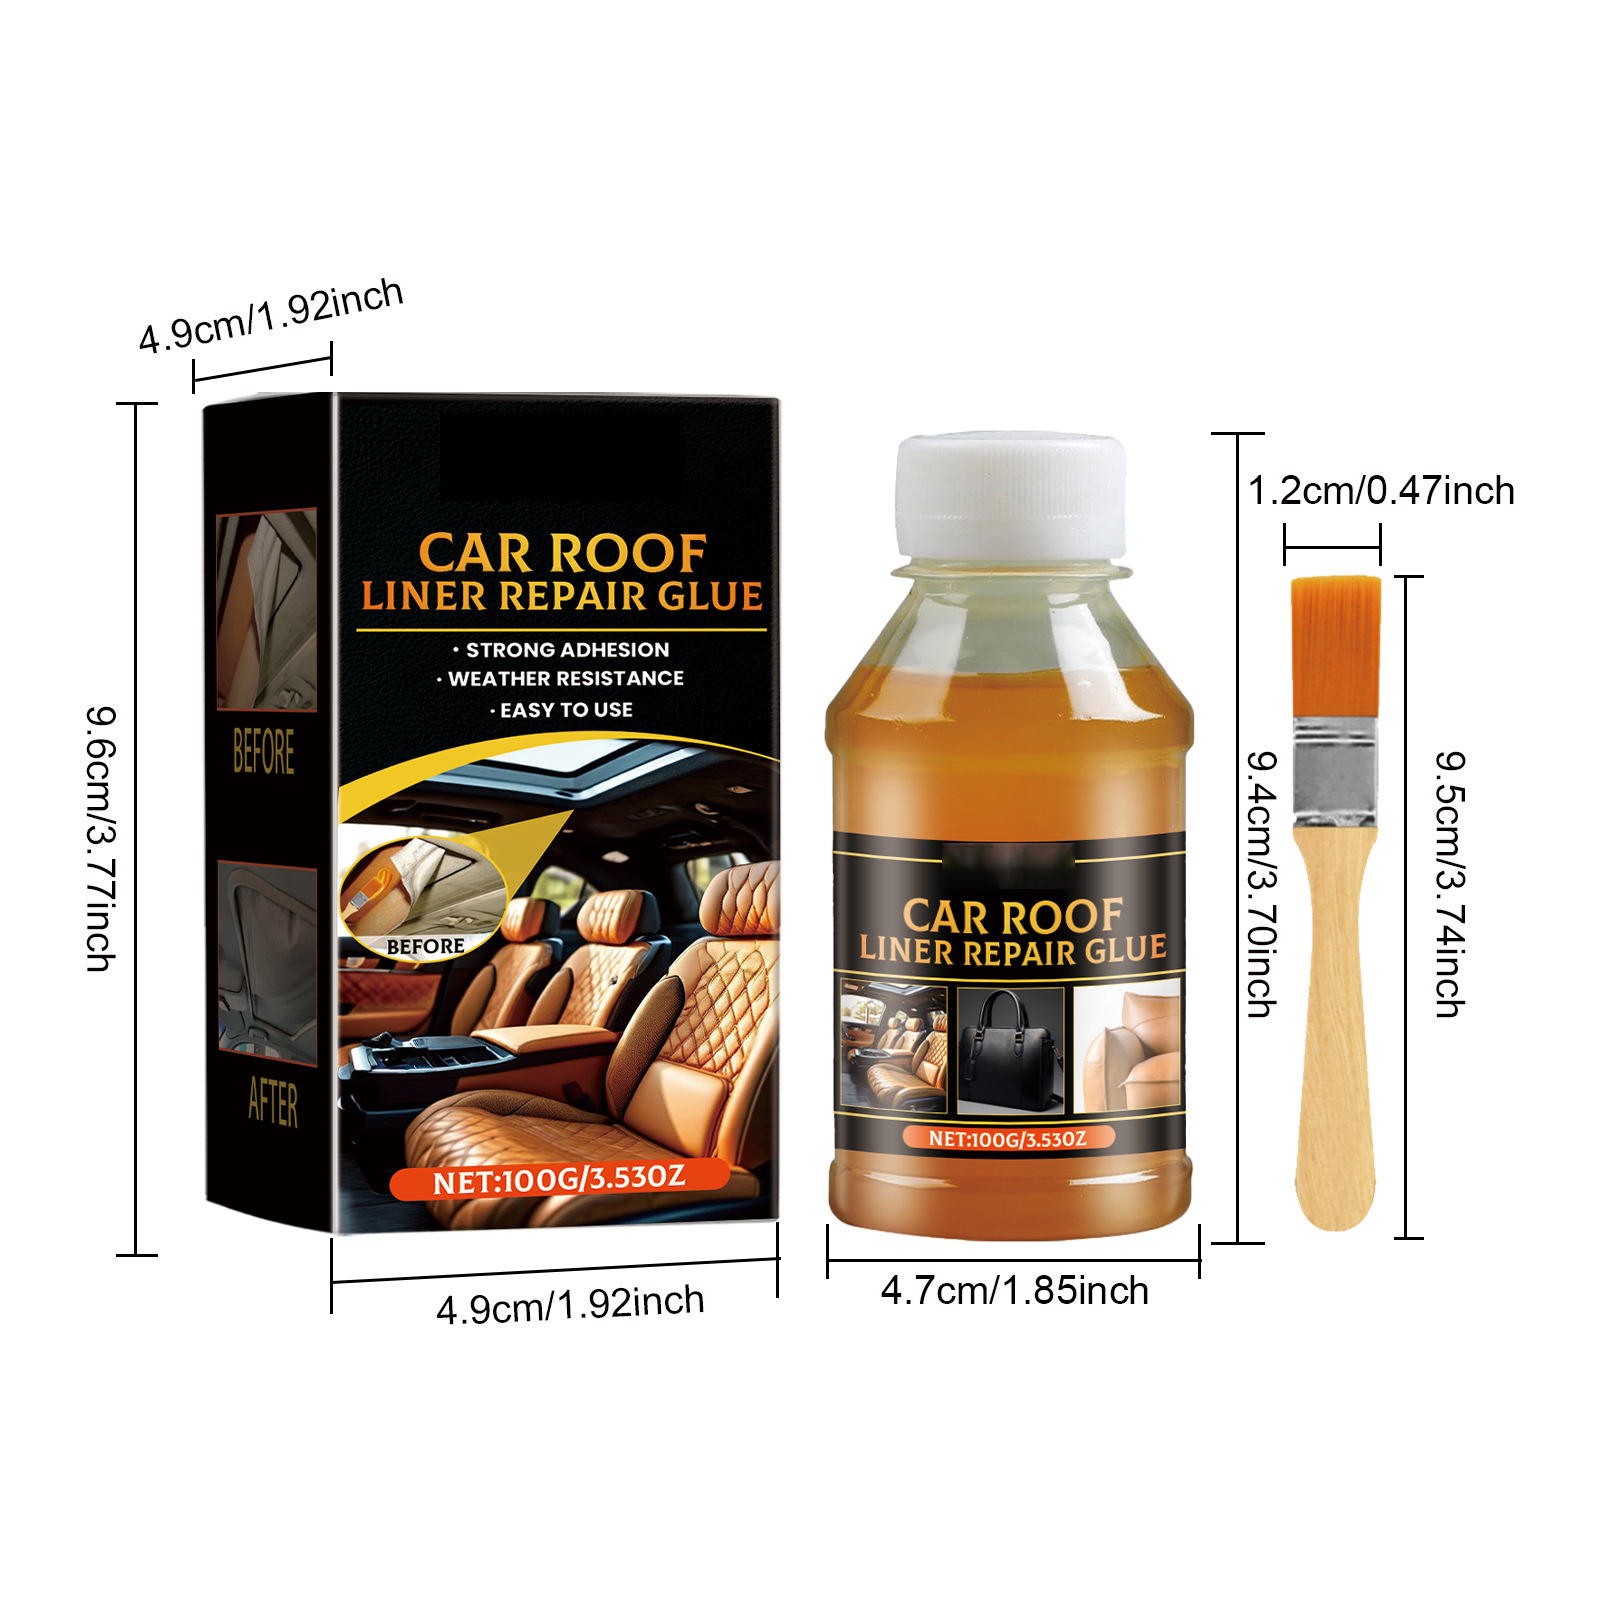 4.9cm/1.92inch
9.6cm/3.77inch
BEFORE
AFTER
CAR ROOF
LINER REPAIR GLUE
· STRONG ADHESION
· WEATHER RESISTANCE
· EASY TO USE
BEFORE
NET:100G/3.53OZ
4.9cm/1.92inch
CAR ROOF
LINER REPAIR GLUE
NET:100G/3.53OZ
4.7cm/1.85inch
9.4cm/3.70inch
1.2cm/0.47inch
9.5cm/3.74inch